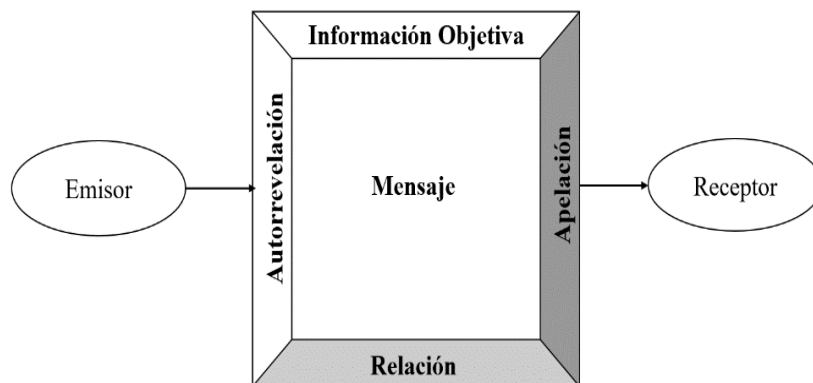 Información Objetiva
Emisor
Autorrevelación
Mensaje
Apelación
Receptor
Relación